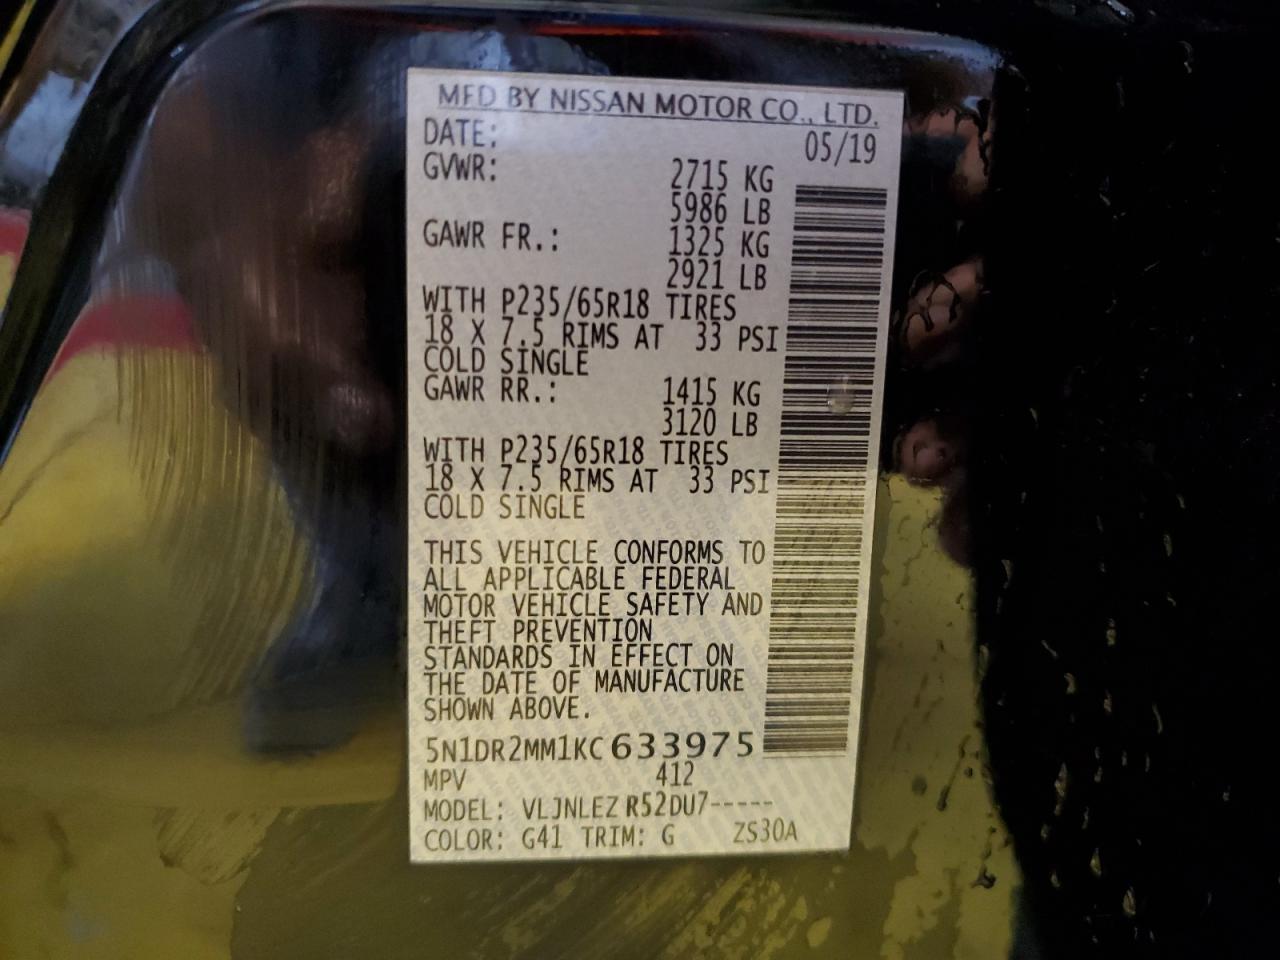 MFD BY NISSAN MOTOR CO., LTD.
DATE: 05/19
GVWR: 2715 KG
5986 LB
GAWR FR.: 1325 KG
2921 LB
WITH P235/65R18 TIRES
18 X 7.5 RIMS AT 33 PSI
COLD SINGLE
GAWR RR.: 1415 KG
3120 LB
WITH P235/65R18 TIRES
18 X 7.5 RIMS AT 33 PSI
COLD SINGLE
THIS VEHICLE CONFORMS TO
ALL APPLICABLE FEDERAL
MOTOR VEHICLE SAFETY AND
THEFT PREVENTION
STANDARDS IN EFFECT ON
THE DATE OF MANUFACTURE
SHOWN ABOVE.
5N1DR2MM1KC633975
MPV 412
MODEL: VLJNLEZ R52DU7-----
COLOR: G41 TRIM: G ZS30A